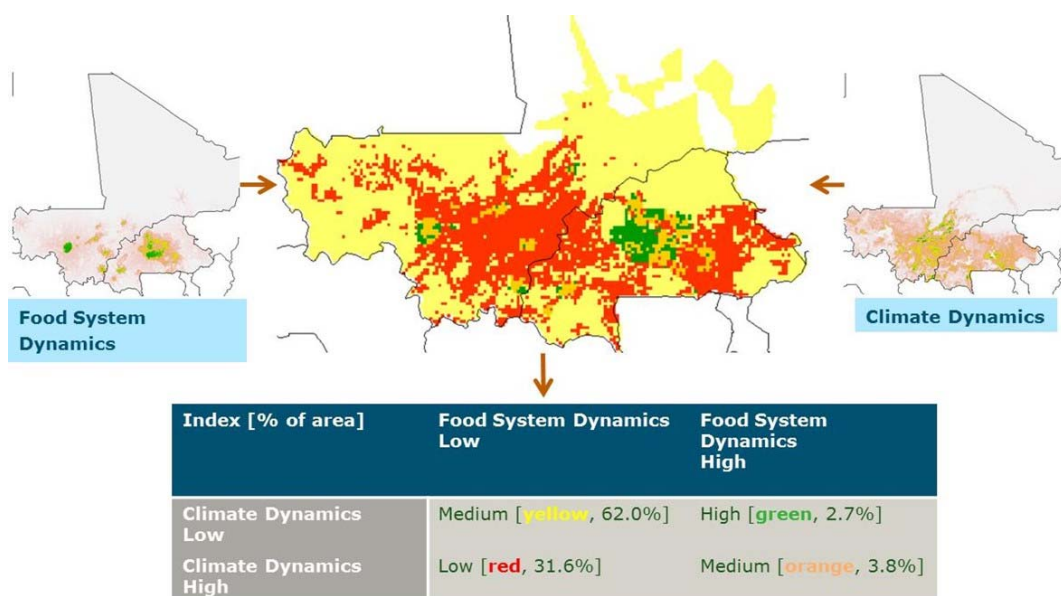 Food System
Dynamics
Climate Dynamics
Index [% of area]
Food System Dynamics
Low
Food System
Dynamics
High
Climate Dynamics
Low
Medium [yellow, 62.0%]
High [green, 2.7%]
Climate Dynamics
High
Low [red, 31.6%]
Medium [orange, 3.8%]